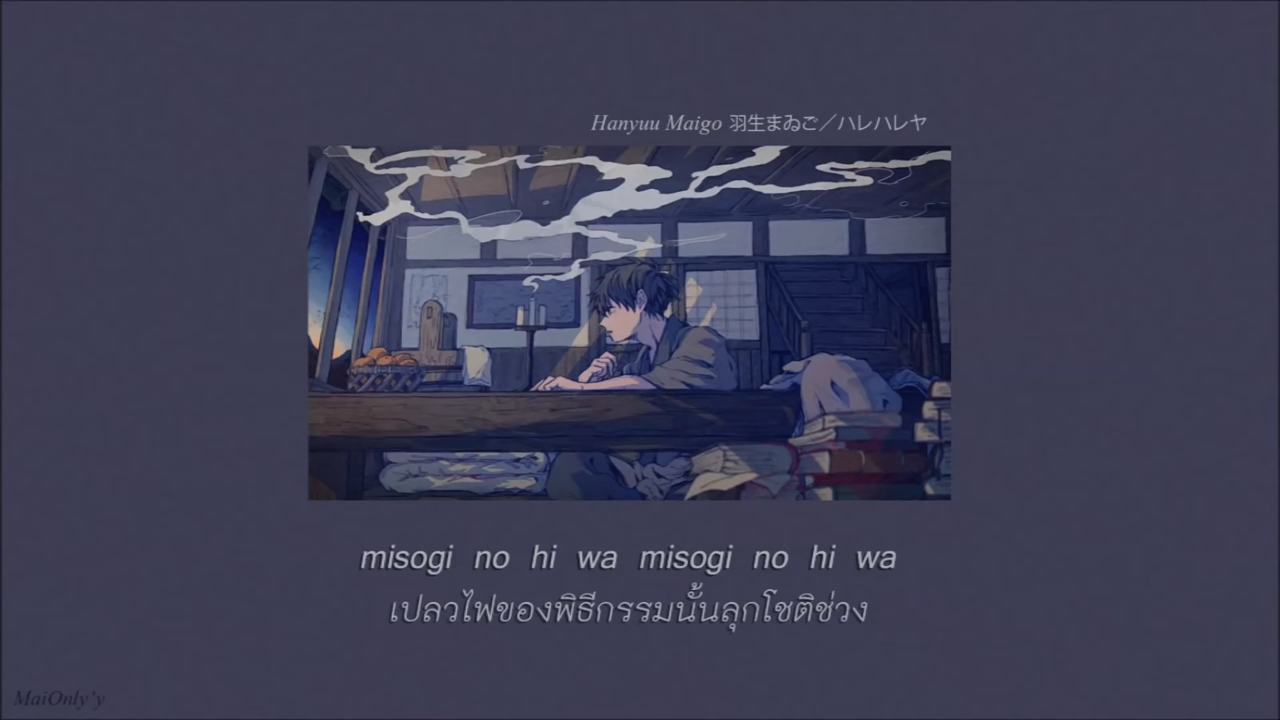 Hanyuu Maigo 羽生まゐご／ハレハレヤ
misogi no hi wa misogi no hi wa
เปลวไฟของพิธีกรรมนั้นลุกโชติช่วง
MaiOnly'y